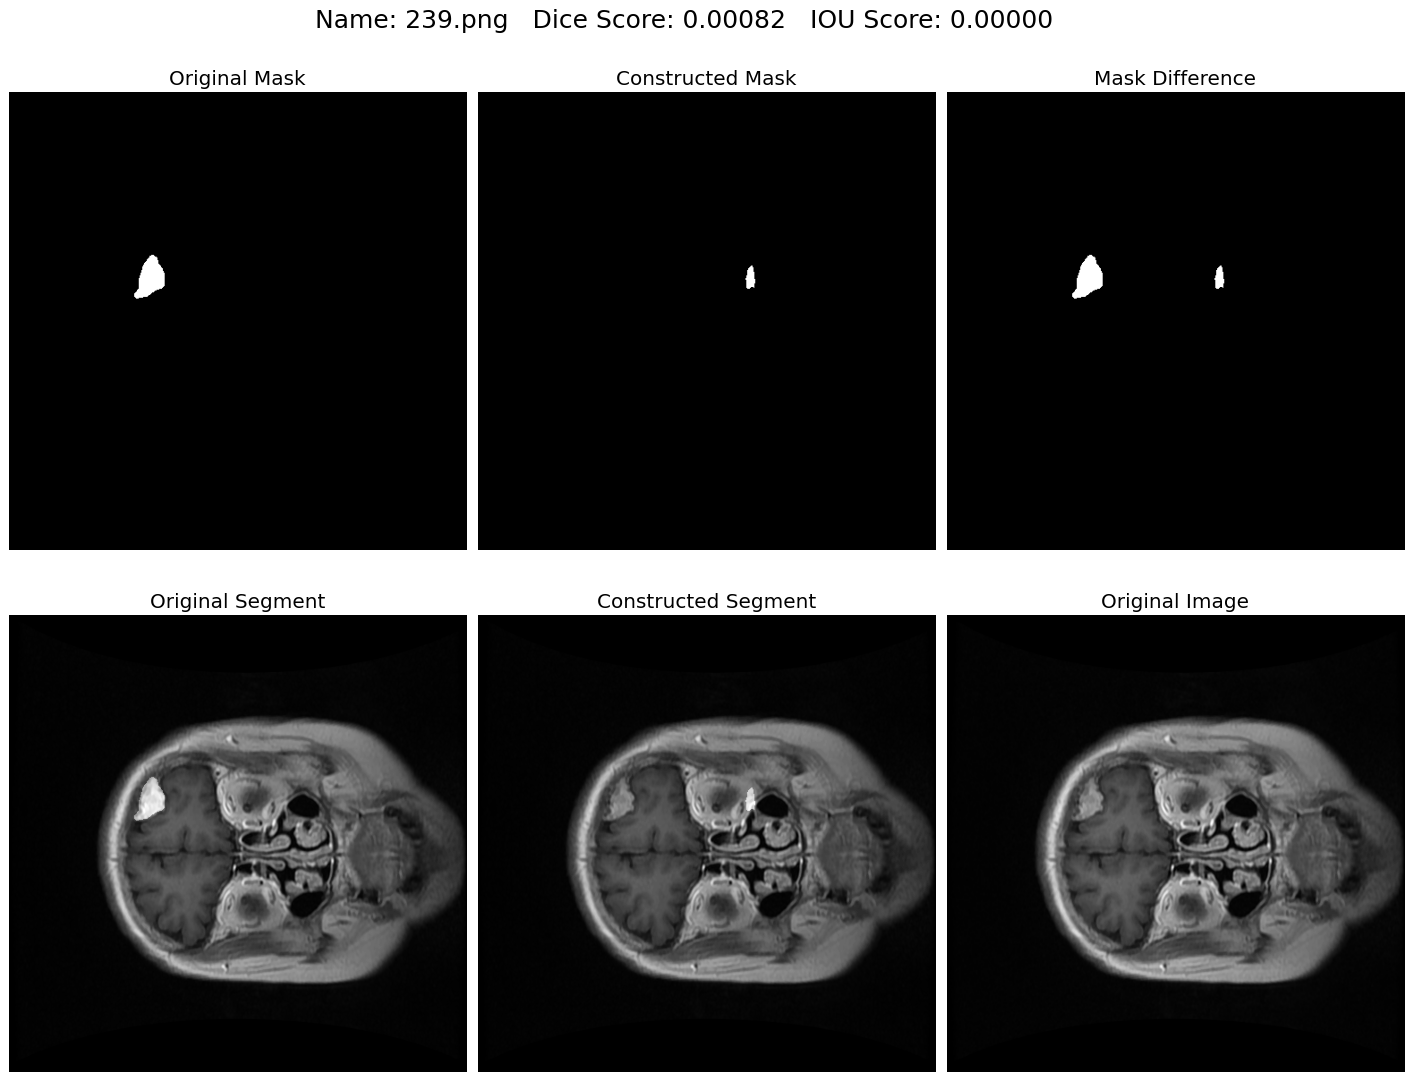 Name: 239.png   Dice Score: 0.00082   IOU Score: 0.00000
Original Mask
Constructed Mask
Mask Difference
Original Segment
Constructed Segment
Original Image